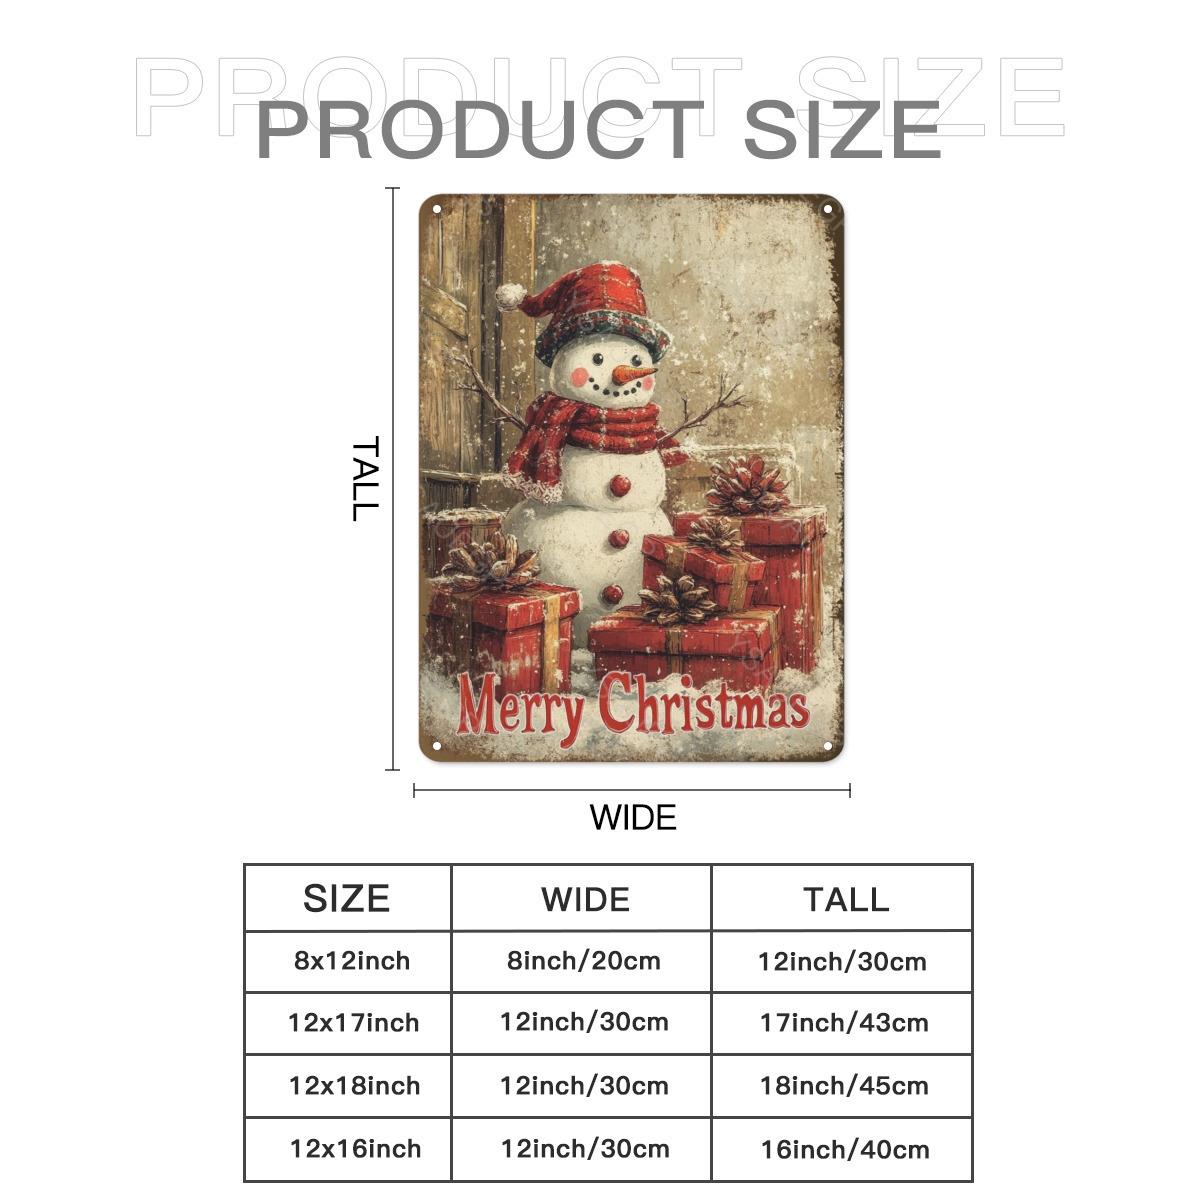 PRODUCT SIZE
PRODUCT SIZE
TALL
Merry Christmas
WIDE
SIZE WIDE TALL
8x12inch 8inch/20cm 12inch/30cm
12x17inch 12inch/30cm 17inch/43cm
12x18inch 12inch/30cm 18inch/45cm
12x16inch 12inch/30cm 16inch/40cm